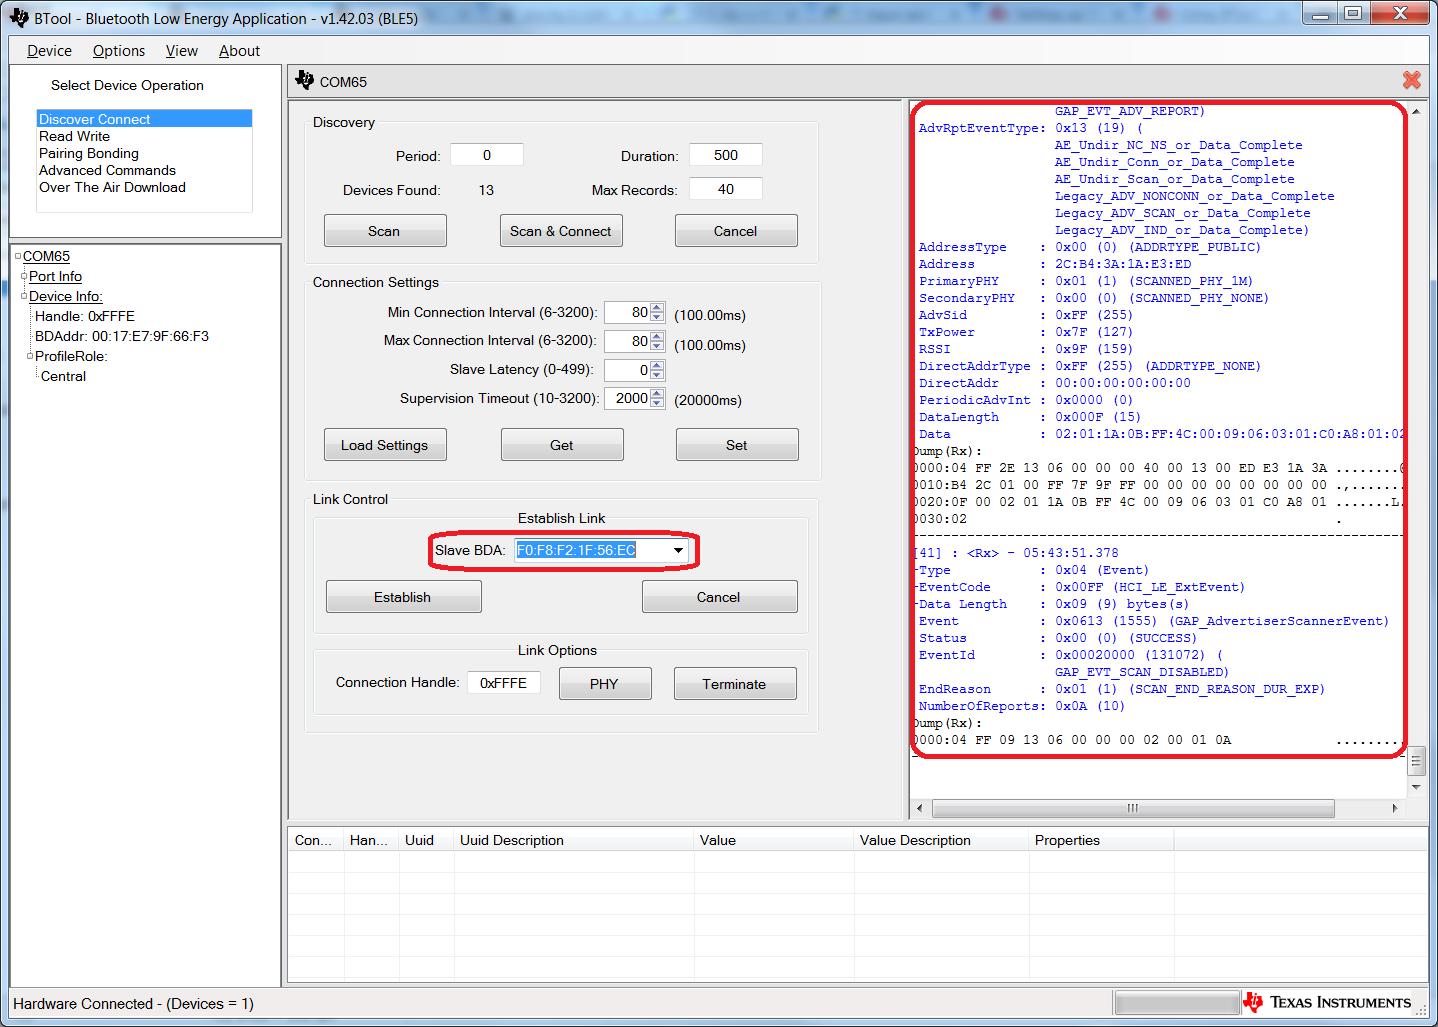 BTool - Bluetooth Low Energy Application - v1.42.03 (BLE5)
Device Options View About
Select Device Operation
Discover Connect
Read Write
Pairing Bonding
Advanced Commands
Over The Air Download
COM65
Port Info
Device Info:
Handle: 0xFFFE
BDAddr: 00:17:E7:9F:66:F3
ProfileRole:
Central
COM65
Discovery
Period: 0 Duration: 500
Devices Found: 13 Max Records: 40
Scan Scan & Connect Cancel
Connection Settings
Min Connection Interval (6-3200): 80 (100.00ms)
Max Connection Interval (6-3200): 80 (100.00ms)
Slave Latency (0-499): 0
Supervision Timeout (10-3200): 2000 (20000ms)
Load Settings Get Set
Link Control
Establish Link
Slave BDA: F0:F8:F2:1F:56:EC
Establish Cancel
Link Options
Connection Handle: 0xFFFE PHY Terminate
GAP_EVT_ADV_REPORT)
AdvRptEventType: 0x13 (19) (
AE_Undir_NC_NS_or_Data_Complete
AE_Undir_Conn_or_Data_Complete
AE_Undir_Scan_or_Data_Complete
Legacy_ADV_NONCONN_or_Data_Complete
Legacy_ADV_SCAN_or_Data_Complete
Legacy_ADV_IND_or_Data_Complete)
AddressType : 0x00 (0) (ADDRTYPE_PUBLIC)
Address : 2C:B4:3A:1A:E3:ED
PrimaryPHY : 0x01 (1) (SCANNED_PHY_1M)
SecondaryPHY : 0x00 (0) (SCANNED_PHY_NONE)
AdvSid : 0xFF (255)
TxPower : 0x7F (127)
RSSI : 0x9F (159)
DirectAddrType : 0xFF (255) (ADDRTYPE_NONE)
DirectAddr : 00:00:00:00:00:00
PeriodicAdvInt : 0x0000 (0)
DataLength : 0x000F (15)
Data : 02:01:1A:0B:FF:4C:00:09:06:03:01:C0:A8:01:02
Dump(Rx):
0000:04 FF 2E 13 06 00 00 00 40 00 13 00 ED E3 1A 3A ........@
0010:B4 2C 01 00 FF 7F 9F FF 00 00 00 00 00 00 00 00 .,.......
0020:0F 00 02 01 1A 0B FF 4C 00 09 06 03 01 C0 A8 01 .......L.
0030:02 .
[41] : <Rx> - 05:43:51.378
-Type : 0x04 (Event)
-EventCode : 0x00FF (HCI_LE_ExtEvent)
-Data Length : 0x09 (9) bytes(s)
Event : 0x0613 (1555) (GAP_AdvertiserScannerEvent)
Status : 0x00 (0) (SUCCESS)
EventId : 0x00020000 (131072) (
GAP_EVT_SCAN_DISABLED)
EndReason : 0x01 (1) (SCAN_END_REASON_DUR_EXP)
NumberOfReports: 0x0A (10)
Dump(Rx):
0000:04 FF 09 13 06 00 00 00 02 00 01 0A .........
Con... Han... Uuid Uuid Description Value Value Description Properties
Hardware Connected - (Devices = 1)
TEXAS INSTRUMENTS